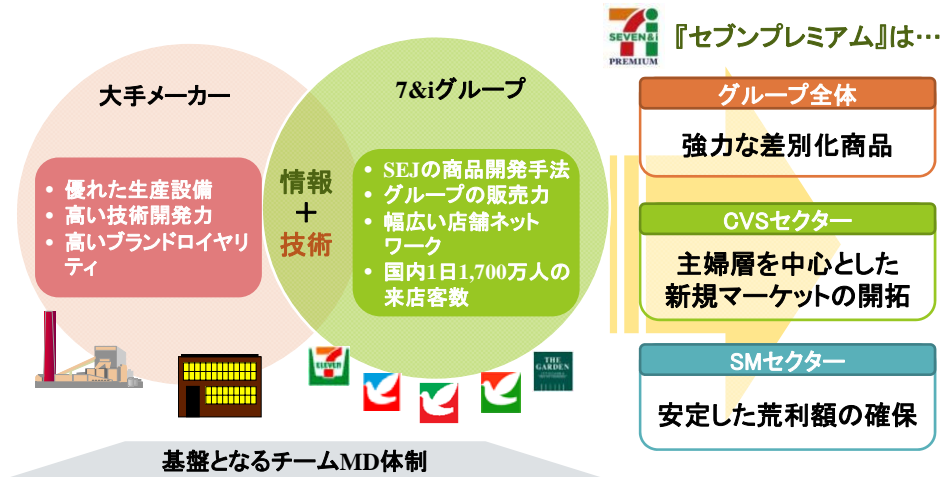 SEVEN&i
PREMIUM
『セブンプレミアム』は…
大手メーカー
7&iグループ
• 優れた生産設備
• 高い技術開発力
• 高いブランドロイヤリ
ティ
情報
＋
技術
• SEJの商品開発手法
• グループの販売力
• 幅広い店舗ネット
ワーク
• 国内1日1,700万人の
来店客数
グループ全体
強力な差別化商品
CVSセクター
主婦層を中心とした
新規マーケットの開拓
SMセクター
安定した荒利額の確保
7
ELEVEN
THE
GARDEN
基盤となるチームMD体制